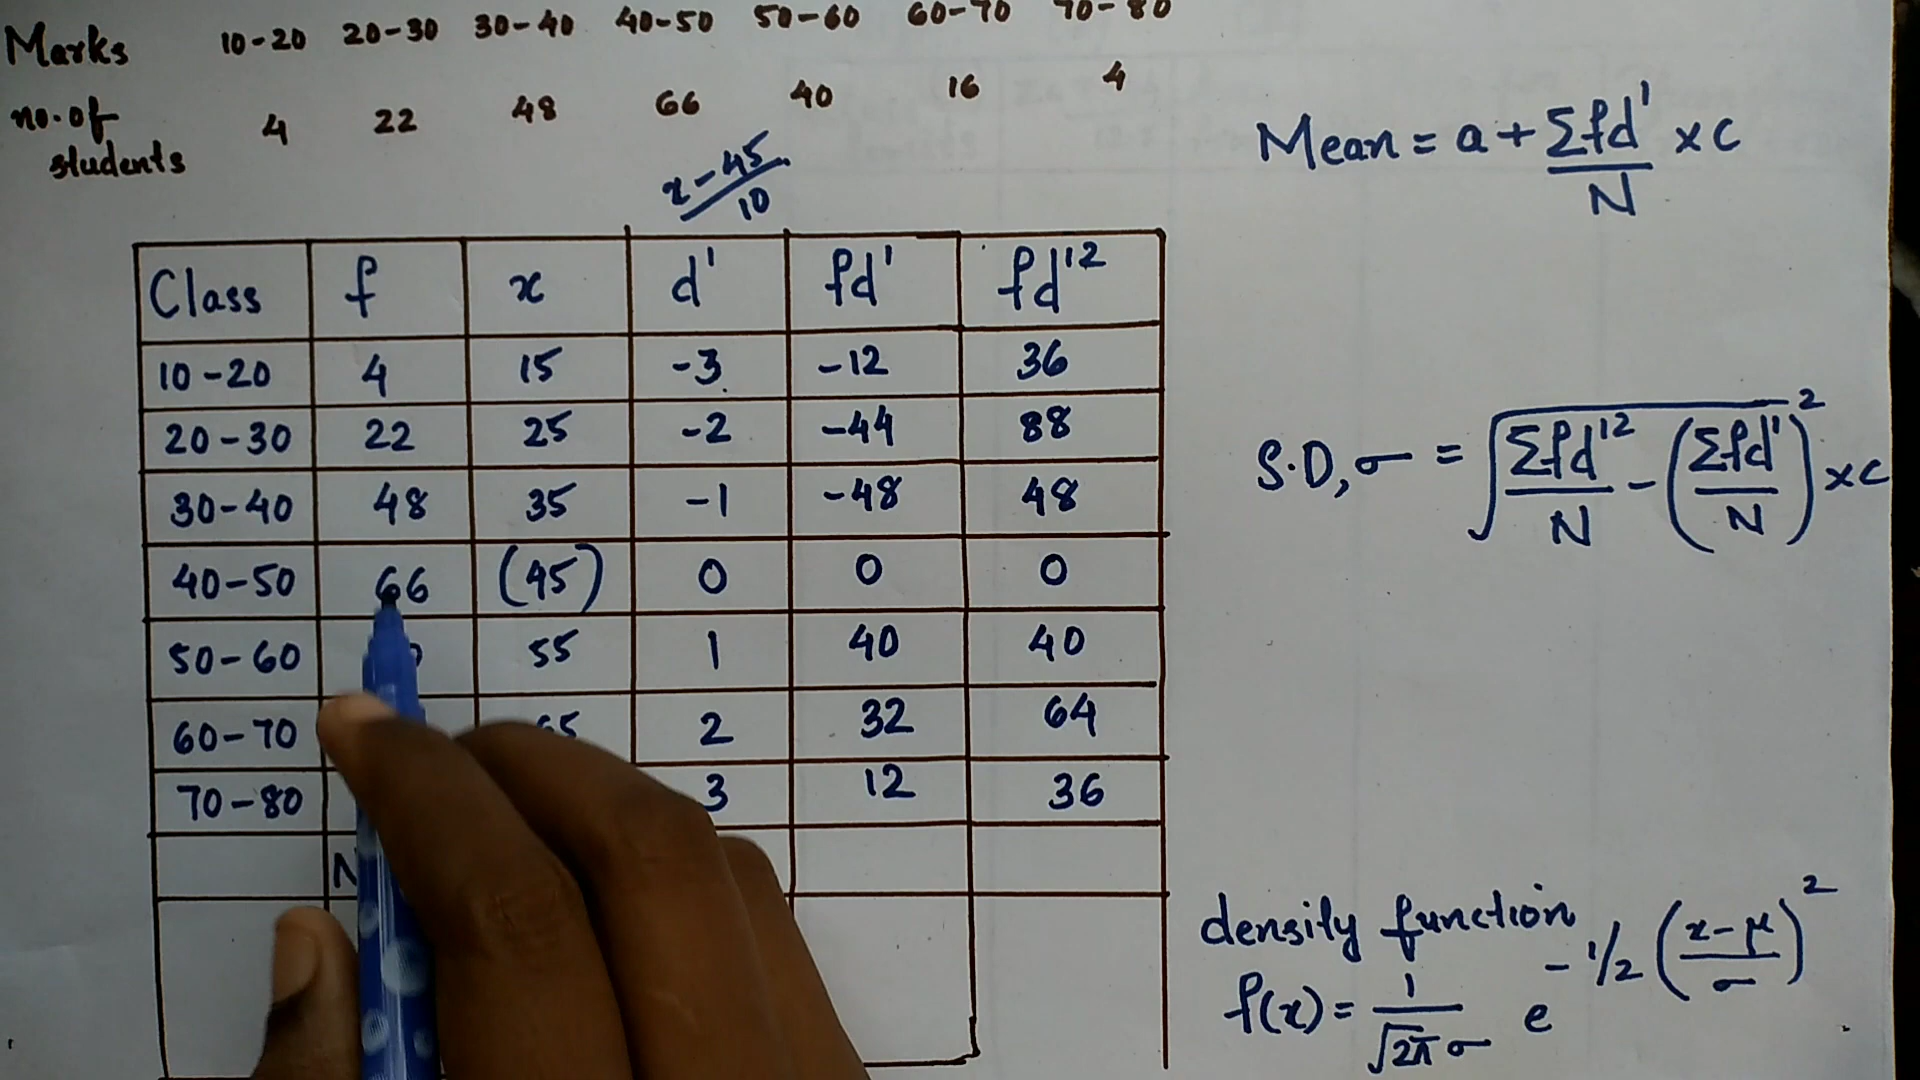 Marks 10-20 20-30 30-40 40-50 50-60 60-70 70-80
no. of students 4 22 48 66 40 16 4
x-45/10
Class f x d' fd' fd'²
10-20 4 15 -3 -12 36
20-30 22 25 -2 -44 88
30-40 48 35 -1 -48 48
40-50 66 (45) 0 0 0
50-60 55 1 40 40
60-70 65 2 32 64
70-80 3 12 36
N
Mean = a + Σfd'/N × c
S.D, σ = √(Σfd'²/N - (Σfd'/N)²) × c
density function
f(x) = 1/√2π σ e^-1/2 (x-μ/σ)²